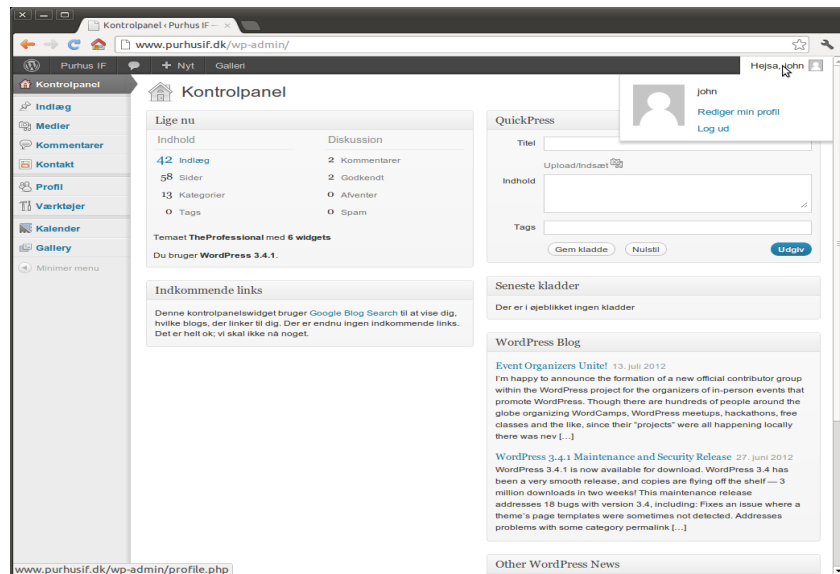 Kontrolpanel ‹ Purhus IF —
www.purhusif.dk/wp-admin/
Purhus IF
Nyt
Galleri
Hejsa, john
john
Rediger min profil
Log ud
Kontrolpanel
Indlæg
Medier
Kommentarer
Kontakt
Profil
Værktøjer
Kalender
Gallery
Minimer menu
Kontrolpanel
Lige nu
Indhold
Diskussion
42 Indlæg
2 Kommentarer
58 Sider
2 Godkendt
13 Kategorier
0 Afventer
0 Tags
0 Spam
Temaet TheProfessional med 6 widgets
Du bruger WordPress 3.4.1.
Indkommende links
Denne kontrolpanelswidget bruger Google Blog Search til at vise dig,
hvilke blogs, der linker til dig. Der er endnu ingen indkommende links.
Det er helt ok; vi skal ikke nå noget.
QuickPress
Titel
Upload/Indsæt
Indhold
Tags
Gem kladde
Nulstil
Udgiv
Seneste kladder
Der er i øjeblikket ingen kladder
WordPress Blog
Event Organizers Unite! 13. juli 2012
I'm happy to announce the formation of a new official contributor group
within the WordPress project for the organizers of in-person events that
promote WordPress. Though there are hundreds of people around the
globe organizing WordCamps, WordPress meetups, hackathons, free
classes and the like, since their "projects" were all happening locally
there was nev [...]
WordPress 3.4.1 Maintenance and Security Release 27. juni 2012
WordPress 3.4.1 is now available for download. WordPress 3.4 has
been a very smooth release, and copies are flying off the shelf — 3
million downloads in two weeks! This maintenance release
addresses 18 bugs with version 3.4, including: Fixes an issue where a
theme's page templates were sometimes not detected. Addresses
problems with some category permalink [...]
Other WordPress News
www.purhusif.dk/wp-admin/profile.php